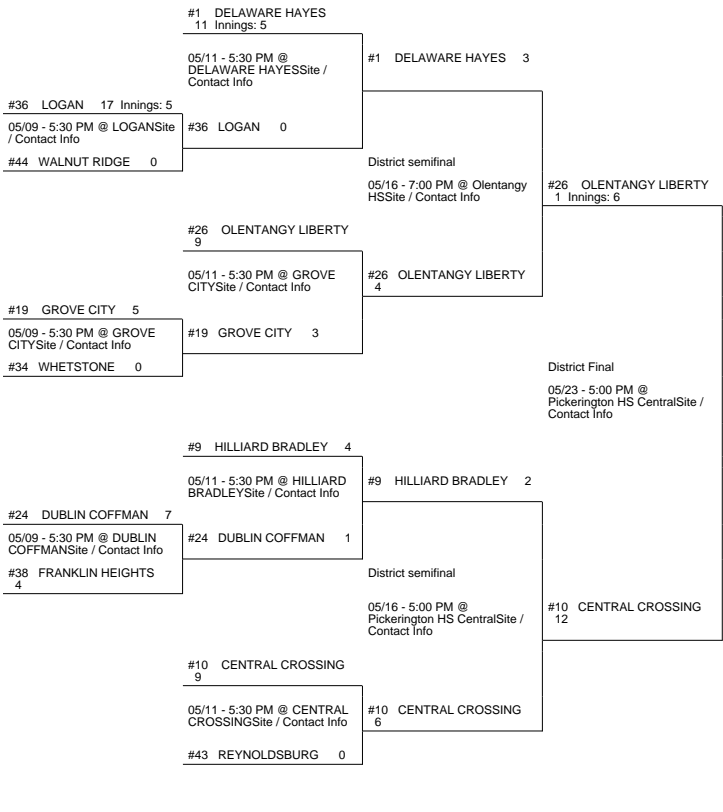 #1 DELAWARE HAYES
11 Innings: 5
05/11 - 5:30 PM @
DELAWARE HAYESSite /
Contact Info
#1 DELAWARE HAYES 3
#36 LOGAN 17 Innings: 5
05/09 - 5:30 PM @ LOGANSite
/ Contact Info
#36 LOGAN 0
#44 WALNUT RIDGE 0
District semifinal
05/16 - 7:00 PM @ Olentangy
HSSite / Contact Info
#26 OLENTANGY LIBERTY
1 Innings: 6
#26 OLENTANGY LIBERTY
9
05/11 - 5:30 PM @ GROVE
CITYSite / Contact Info
#26 OLENTANGY LIBERTY
4
#19 GROVE CITY 5
05/09 - 5:30 PM @ GROVE
CITYSite / Contact Info
#19 GROVE CITY 3
#34 WHETSTONE 0
District Final
05/23 - 5:00 PM @
Pickerington HS CentralSite /
Contact Info
#9 HILLIARD BRADLEY 4
05/11 - 5:30 PM @ HILLIARD
BRADLEYSite / Contact Info
#9 HILLIARD BRADLEY 2
#24 DUBLIN COFFMAN 7
05/09 - 5:30 PM @ DUBLIN
COFFMANSite / Contact Info
#24 DUBLIN COFFMAN 1
#38 FRANKLIN HEIGHTS
4
District semifinal
05/16 - 5:00 PM @
Pickerington HS CentralSite /
Contact Info
#10 CENTRAL CROSSING
12
#10 CENTRAL CROSSING
9
05/11 - 5:30 PM @ CENTRAL
CROSSINGSite / Contact Info
#10 CENTRAL CROSSING
6
#43 REYNOLDSBURG 0